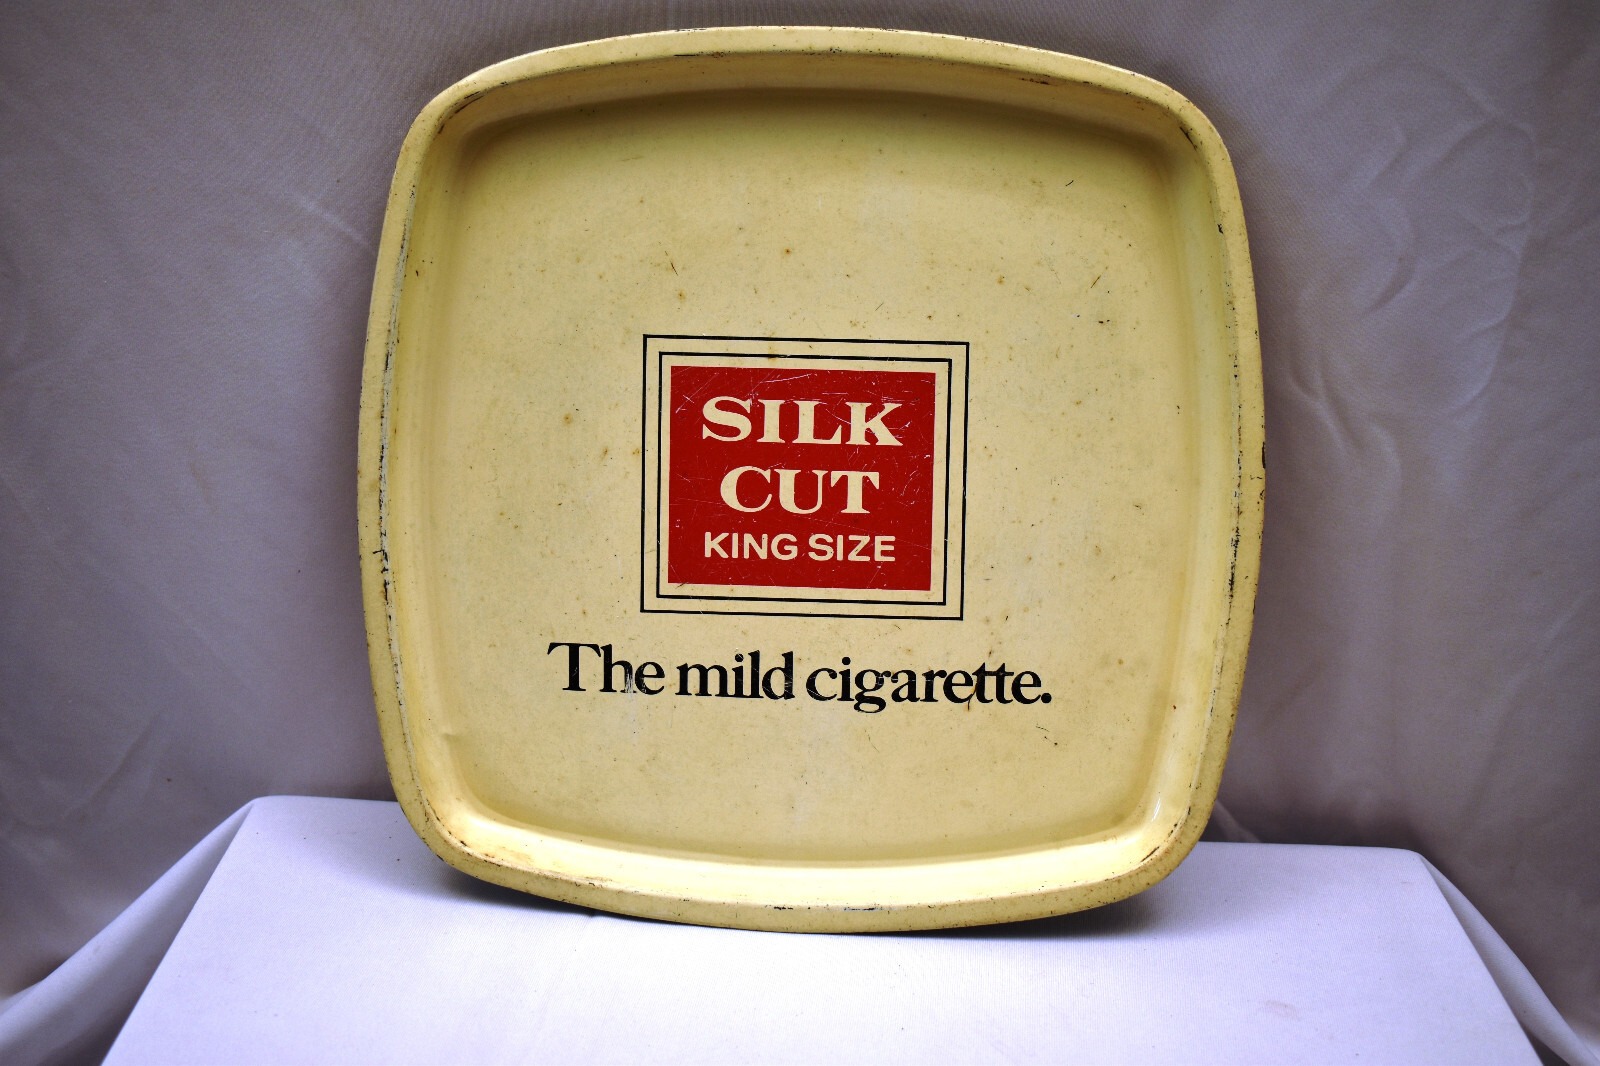 SILK
CUT
KING SIZE
The mild cigarette.